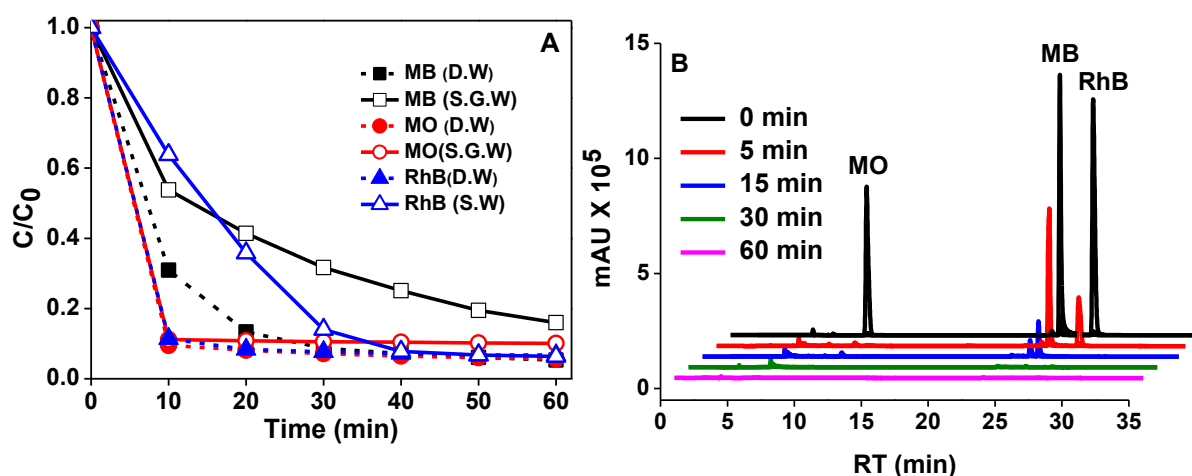 A
MB (D.W)
MB (S.G.W)
MO (D.W)
MO(S.G.W)
RhB(D.W)
RhB (S.W)
1.0
0.8
0.6
0.4
0.2
0.0
C/C0
0 10 20 30 40 50 60
Time (min)
B
0 min
5 min
15 min
30 min
60 min
MO
MB
RhB
15
10
5
0
mAU X 10^5
0 5 10 15 20 25 30 35
RT (min)